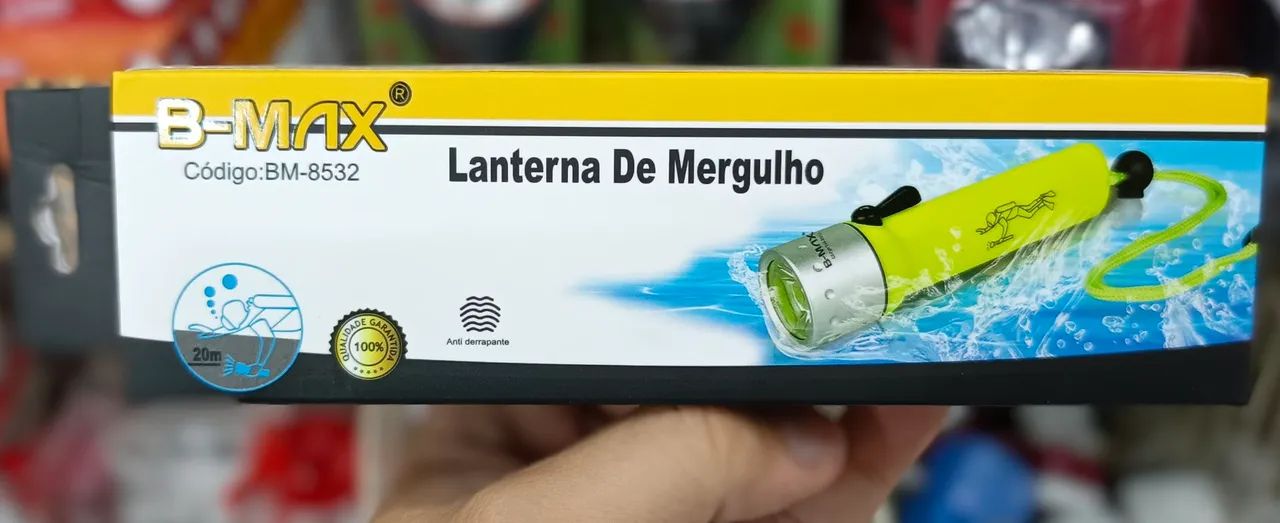 B-MAX®
Código:BM-8532
Lanterna De Mergulho
B-MAX
20m
QUALIDADE GARANTIDA
100%
Anti derrapante